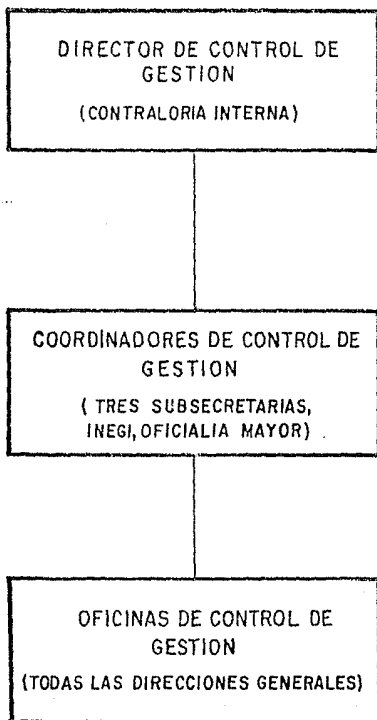 DIRECTOR DE CONTROL DE
GESTION
(CONTRALORIA INTERNA)
COORDINADORES DE CONTROL DE
GESTION
( TRES SUBSECRETARIAS,
INEGI, OFICIALIA MAYOR)
OFICINAS DE CONTROL DE
GESTION
(TODAS LAS DIRECCIONES GENERALES)